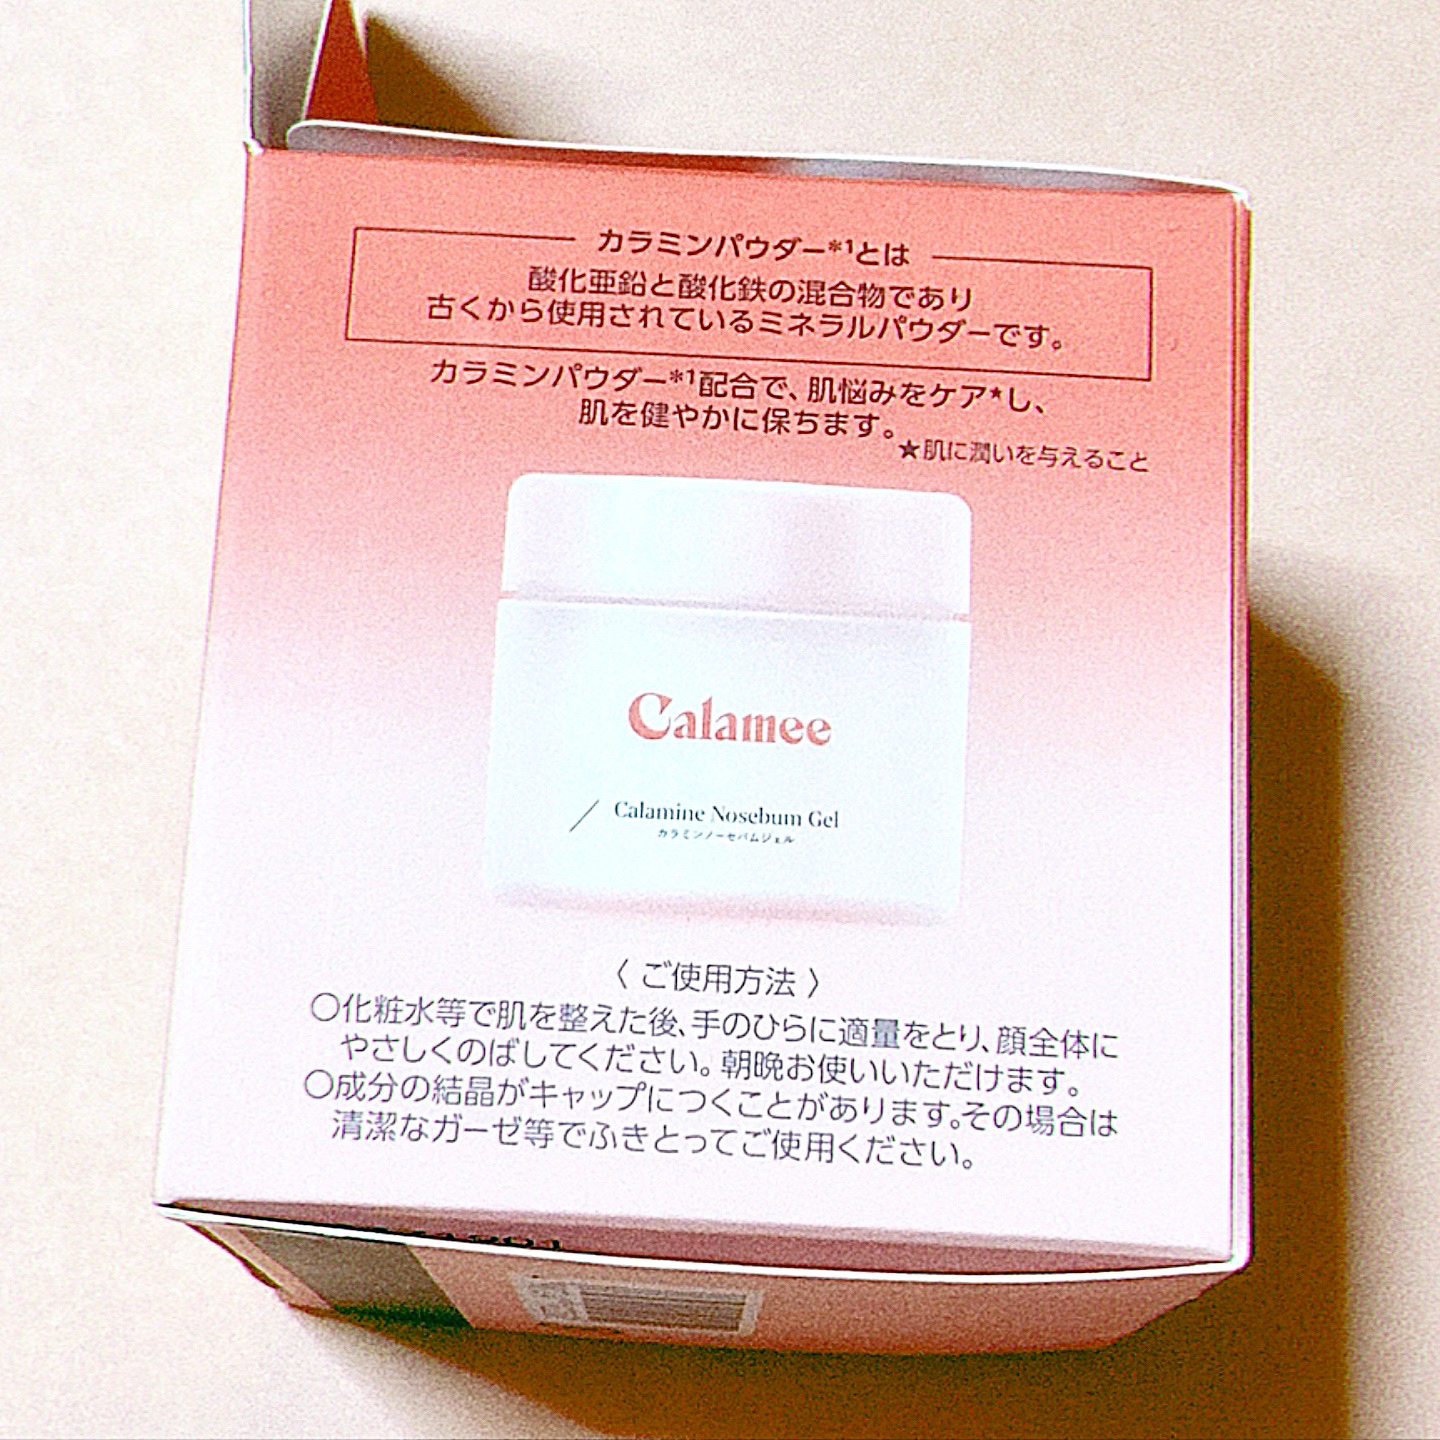 カラミンパウダー*1とは
酸化亜鉛と酸化鉄の混合物であり
古くから使用されているミネラルパウダーです。
カラミンパウダー*1配合で、肌悩みをケア★し、
肌を健やかに保ちます。
★肌に潤いを与えること
Calamee
Calamine Nosebum Gel
カラミンノーセバムジェル
〈 ご使用方法 〉
〇化粧水等で肌を整えた後、手のひらに適量をとり、顔全体に
やさしくのばしてください。朝晩お使いいただけます。
〇成分の結晶がキャップにつくことがあります。その場合は
清潔なガーゼ等でふきとってご使用ください。